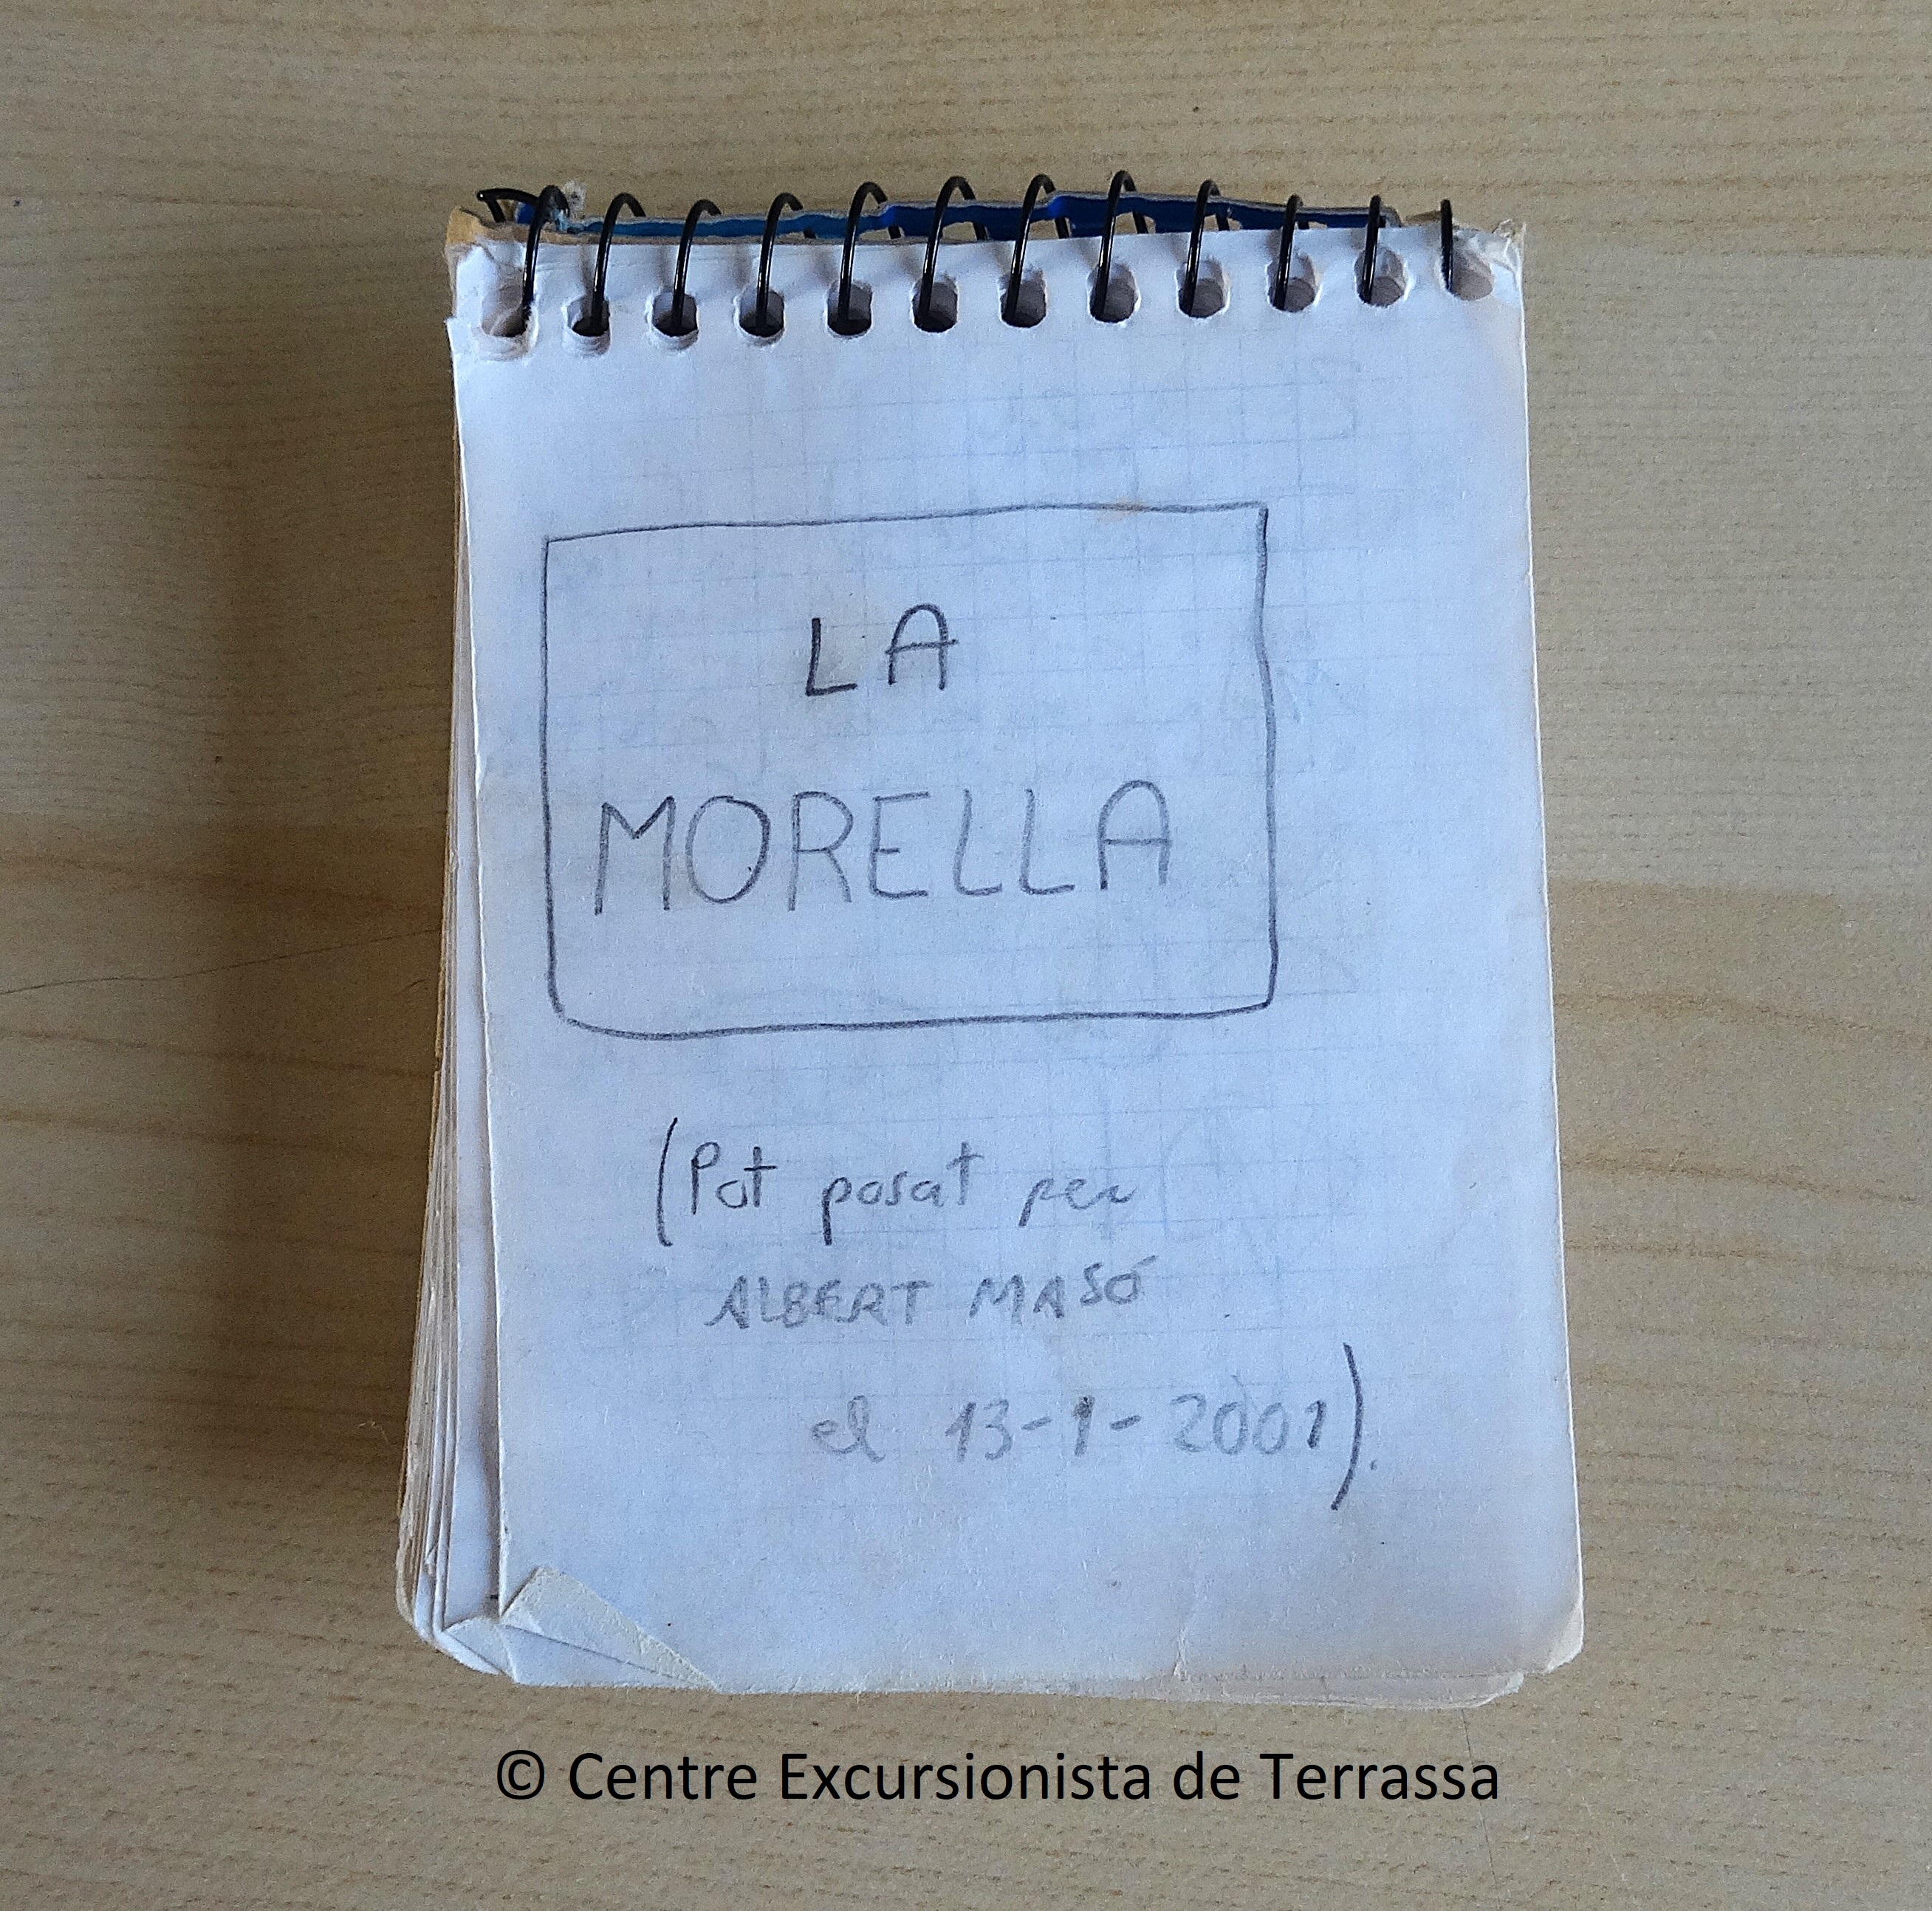 LA
MORELLA
(Pot posat per
ALBERT MASÓ
el 13-1-2001).
© Centre Excursionista de Terrassa